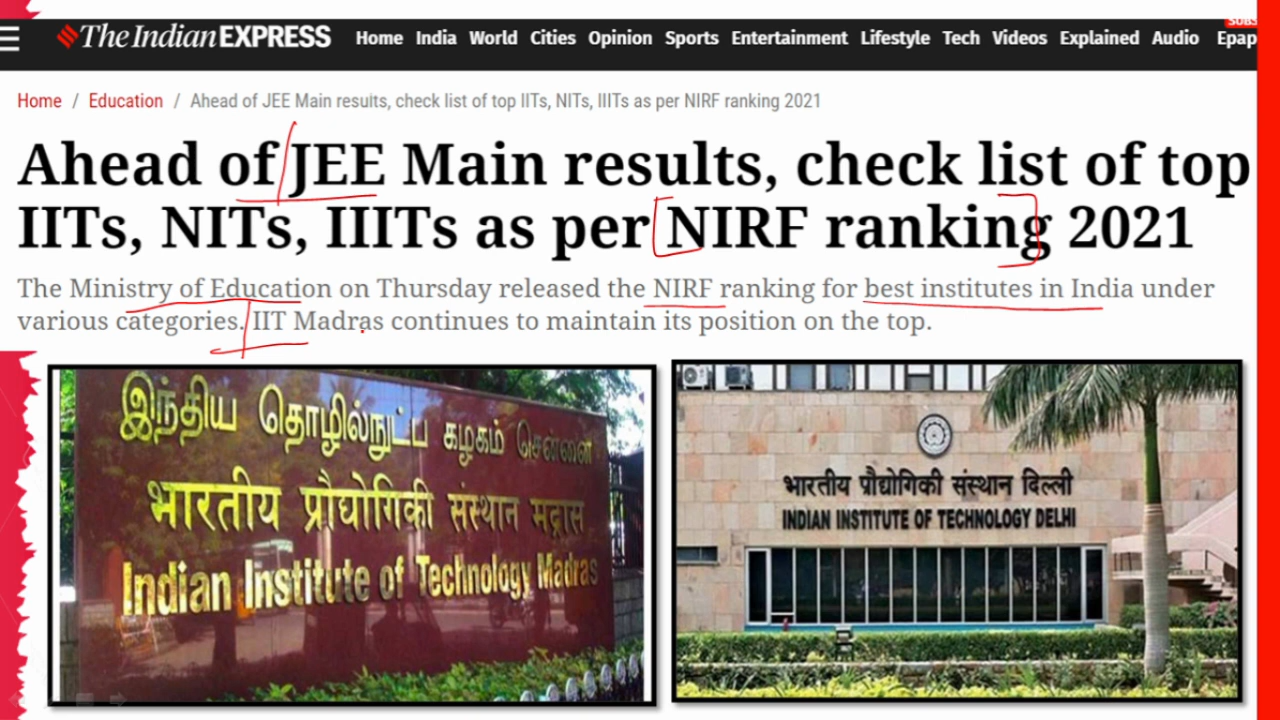 The Indian EXPRESS
Home India World Cities Opinion Sports Entertainment Lifestyle Tech Videos Explained Audio Epap
SUBS
Home / Education / Ahead of JEE Main results, check list of top IITs, NITs, IIITs as per NIRF ranking 2021
Ahead of JEE Main results, check list of top
IITs, NITs, IIITs as per NIRF ranking 2021
The Ministry of Education on Thursday released the NIRF ranking for best institutes in India under
various categories. IIT Madras continues to maintain its position on the top.
இந்திய தொழில்நுட்ப கழகம் சென்னை
भारतीय प्रौद्योगिकी संस्थान मद्रास
Indian Institute of Technology Madras
भारतीय प्रौद्योगिकी संस्थान दिल्ली
INDIAN INSTITUTE OF TECHNOLOGY DELHI